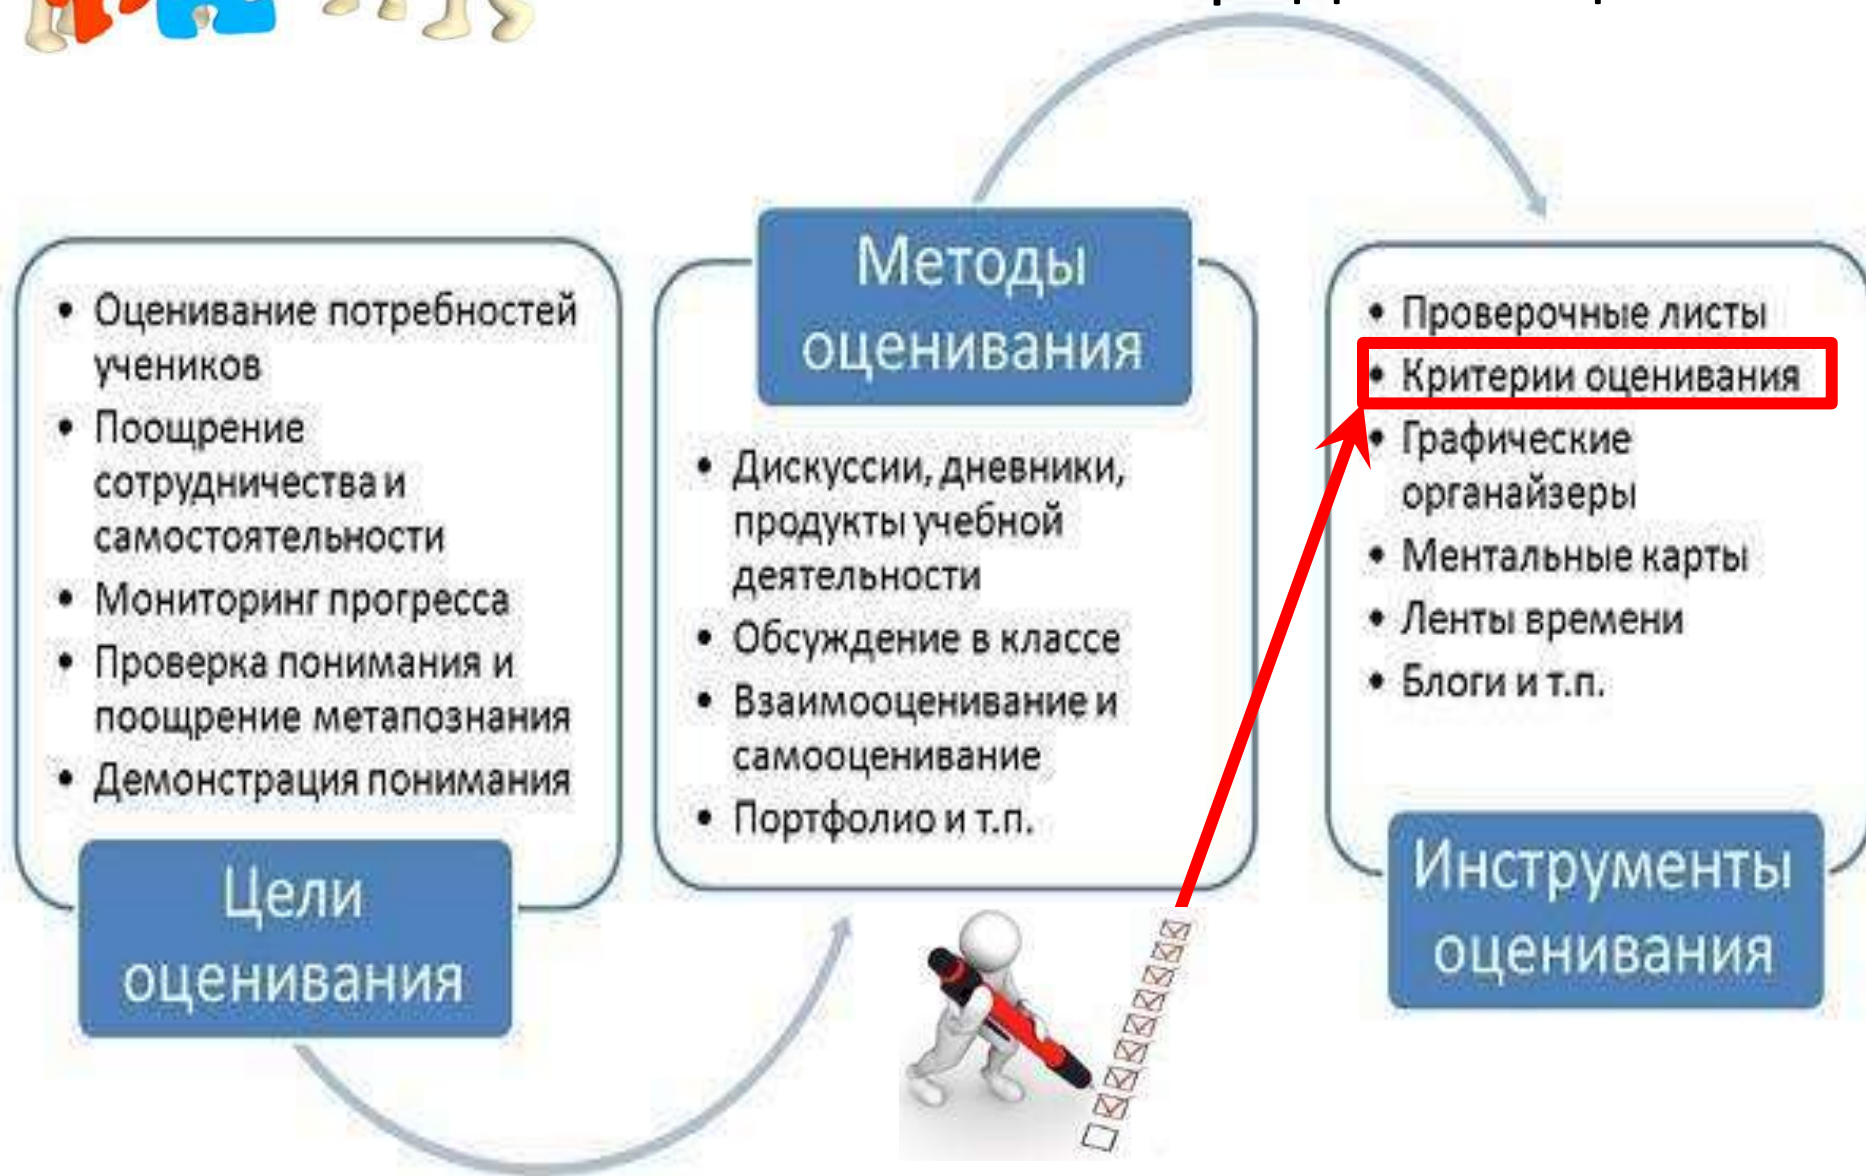 Оценивание потребностей
учеников
Поощрение
сотрудничества и
самостоятельности
Мониторинг прогресса
Проверка понимания и
поощрение метапознания
Демонстрация понимания
Цели
оценивания
Методы
оценивания
Дискуссии, дневники,
продукты учебной
деятельности
Обсуждение в классе
Взаимооценивание и
самооценивание
Портфолио и т.п.
Проверочные листы
Критерии оценивания
Графические
органайзеры
Ментальные карты
Ленты времени
Блоги и т.п.
Инструменты
оценивания